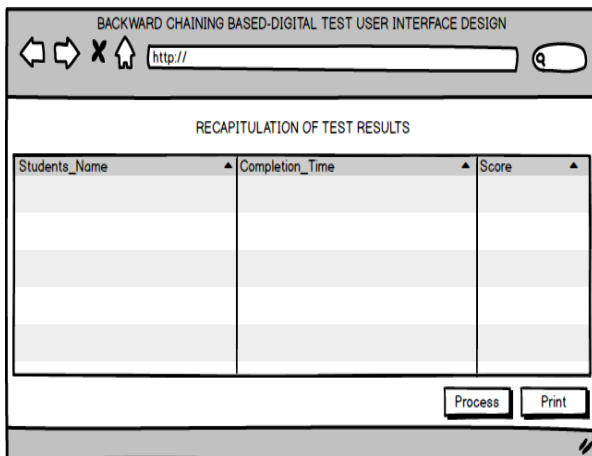 BACKWARD CHAINING BASED-DIGITAL TEST USER INTERFACE DESIGN
http://
RECAPITULATION OF TEST RESULTS
Students_Name Completion_Time Score
Process Print